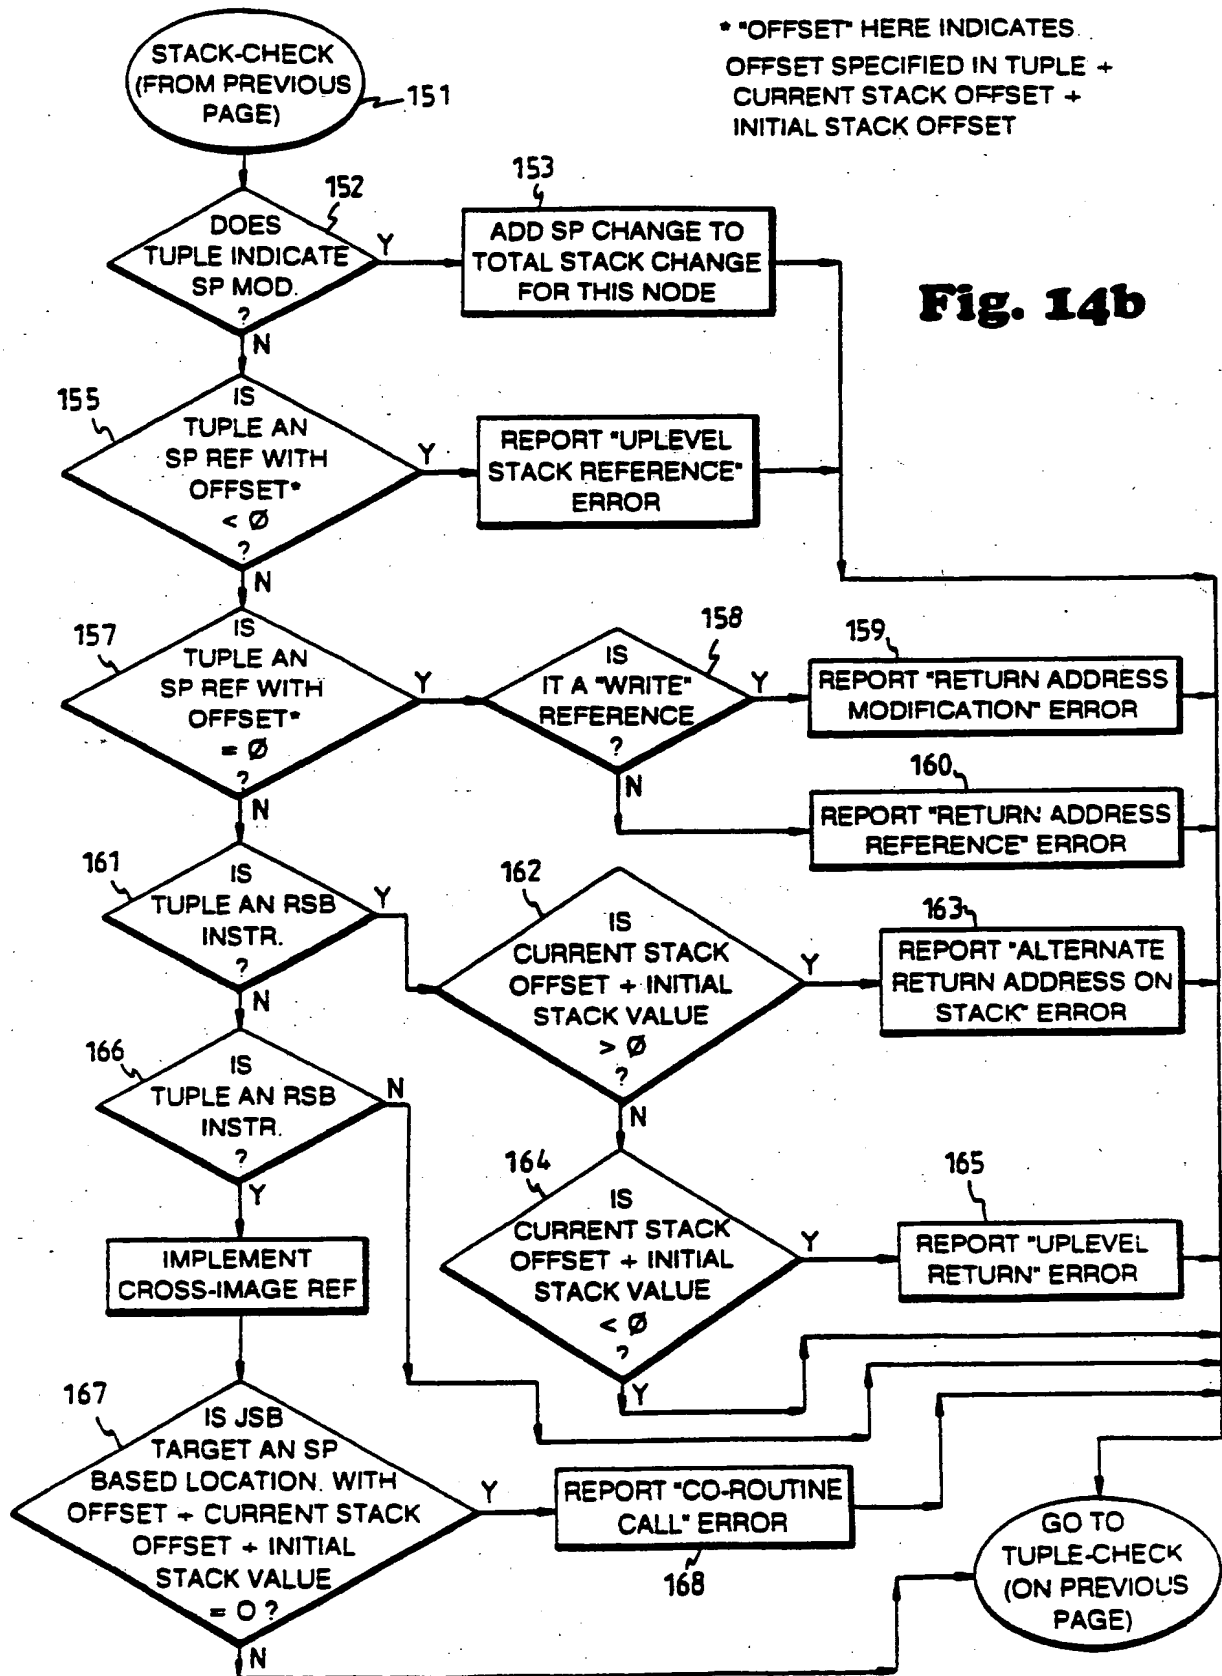 STACK-CHECK
(FROM PREVIOUS
PAGE)
151
* "OFFSET" HERE INDICATES
OFFSET SPECIFIED IN TUPLE +
CURRENT STACK OFFSET +
INITIAL STACK OFFSET
152
DOES
TUPLE INDICATE
SP MOD.
?
Y
N
153
ADD SP CHANGE TO
TOTAL STACK CHANGE
FOR THIS NODE
Fig. 14b
155
IS
TUPLE AN
SP REF WITH
OFFSET*
< Ø
?
Y
N
REPORT "UPLEVEL
STACK REFERENCE"
ERROR
157
IS
TUPLE AN
SP REF WITH
OFFSET*
= Ø
?
Y
N
158
IS
IT A "WRITE"
REFERENCE
?
Y
N
159
REPORT "RETURN ADDRESS
MODIFICATION" ERROR
160
REPORT "RETURN ADDRESS
REFERENCE" ERROR
161
IS
TUPLE AN RSB
INSTR.
?
Y
N
162
IS
CURRENT STACK
OFFSET + INITIAL
STACK VALUE
> Ø
?
Y
N
163
REPORT "ALTERNATE
RETURN ADDRESS ON
STACK" ERROR
166
IS
TUPLE AN RSB
INSTR.
?
N
Y
164
IS
CURRENT STACK
OFFSET + INITIAL
STACK VALUE
< Ø
?
Y
Y
165
REPORT "UPLEVEL
RETURN" ERROR
IMPLEMENT
CROSS-IMAGE REF
167
IS JSB
TARGET AN SP
BASED LOCATION. WITH
OFFSET + CURRENT STACK
OFFSET + INITIAL
STACK VALUE
= 0 ?
Y
N
REPORT "CO-ROUTINE
CALL" ERROR
168
GO TO
TUPLE-CHECK
(ON PREVIOUS
PAGE)